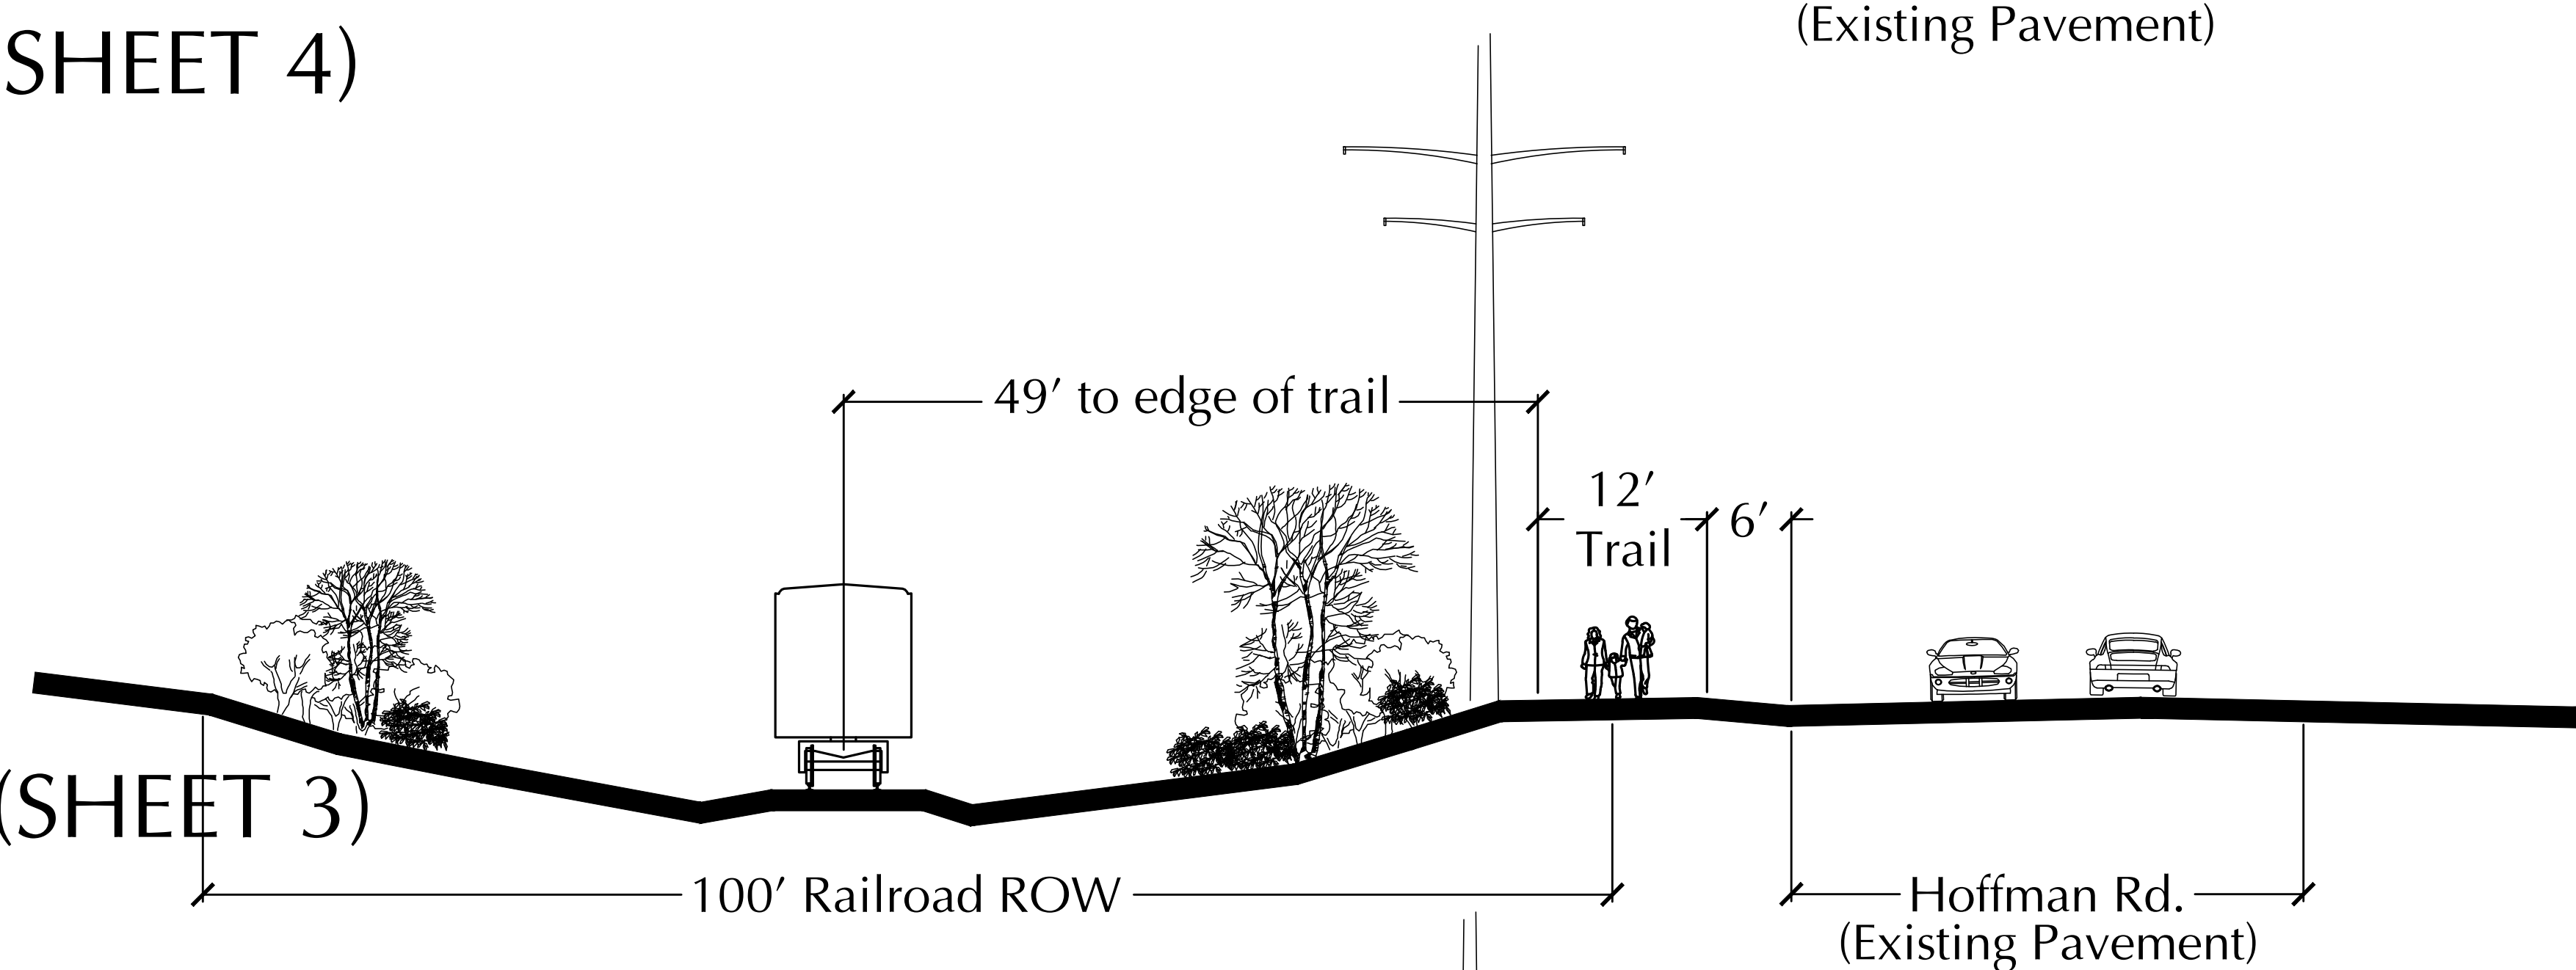 (Existing Pavement)
SHEET 4)
49′ to edge of trail
12′
Trail
6′
(SHEET 3)
100′ Railroad ROW
Hoffman Rd.
(Existing Pavement)